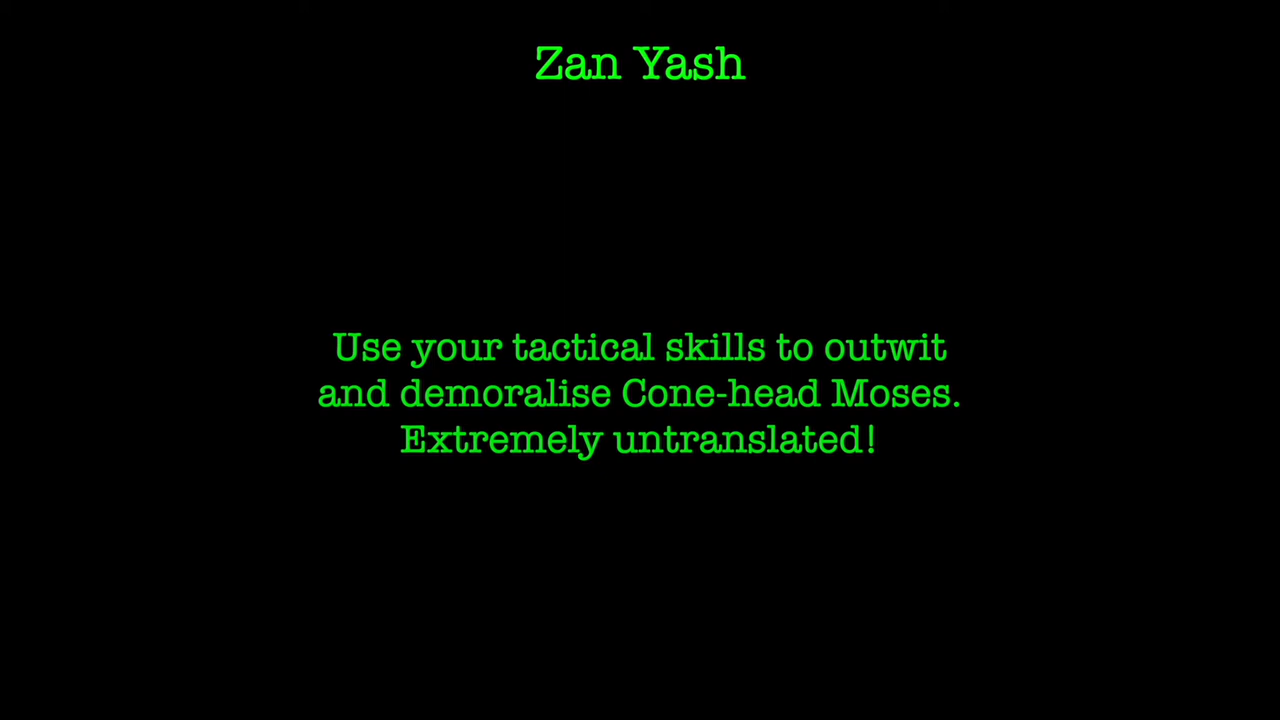 Zan Yash
Use your tactical skills to outwit
and demoralise Cone-head Moses.
Extremely untranslated!